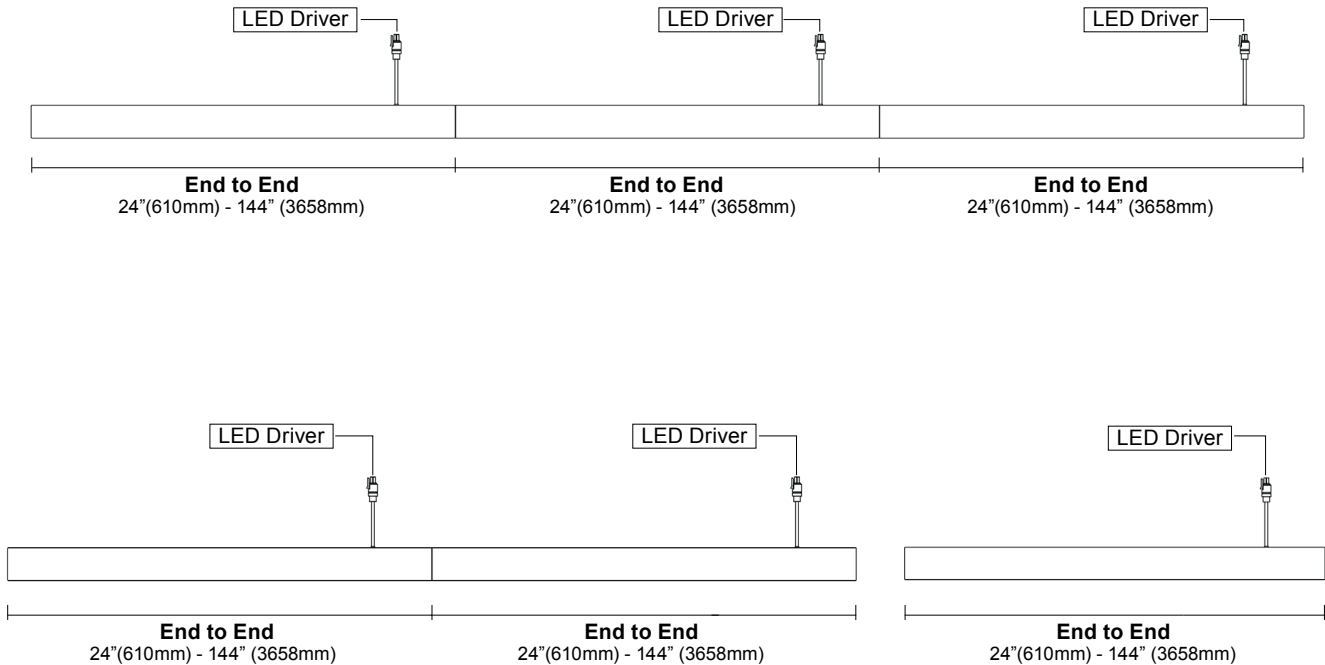 LED Driver
LED Driver
LED Driver
End to End
24”(610mm) - 144” (3658mm)
End to End
24”(610mm) - 144” (3658mm)
End to End
24”(610mm) - 144” (3658mm)
LED Driver
LED Driver
LED Driver
End to End
24”(610mm) - 144” (3658mm)
End to End
24”(610mm) - 144” (3658mm)
End to End
24”(610mm) - 144” (3658mm)